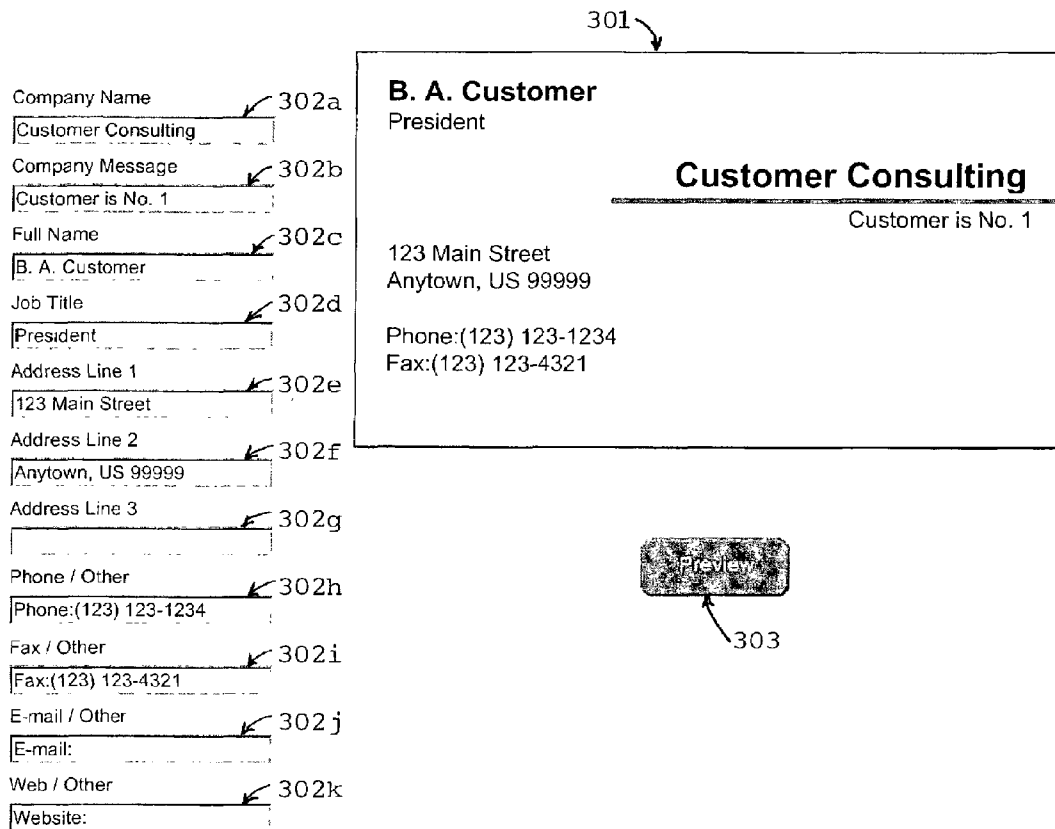 301
Company Name
302a
Customer Consulting
Company Message
302b
Customer is No. 1
Full Name
302c
B. A. Customer
Job Title
302d
President
Address Line 1
302e
123 Main Street
Address Line 2
302f
Anytown, US 99999
Address Line 3
302g
Phone / Other
302h
Phone:(123) 123-1234
Fax / Other
302i
Fax:(123) 123-4321
E-mail / Other
302j
E-mail:
Web / Other
302k
Website:
B. A. Customer
President
Customer Consulting
Customer is No. 1
123 Main Street
Anytown, US 99999
Phone:(123) 123-1234
Fax:(123) 123-4321
Preview
303